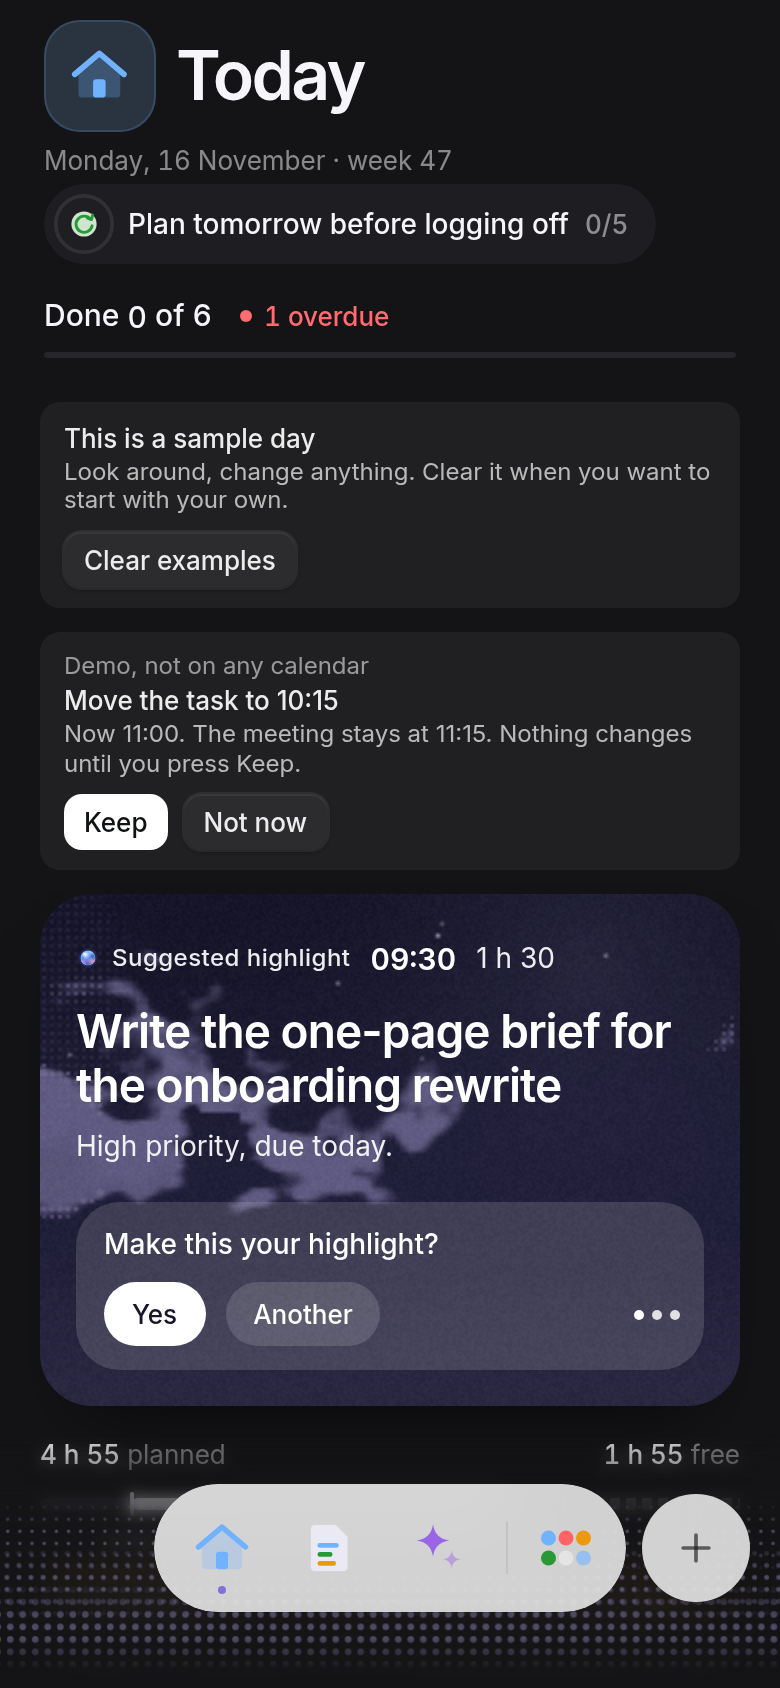 Today
Monday, 16 November · week 47
Plan tomorrow before logging off 0/5
Done 0 of 6 • 1 overdue
This is a sample day
Look around, change anything. Clear it when you want to
start with your own.
Clear examples
Demo, not on any calendar
Move the task to 10:15
Now 11:00. The meeting stays at 11:15. Nothing changes
until you press Keep.
Keep Not now
Suggested highlight 09:30 1 h 30
Write the one-page brief for
the onboarding rewrite
High priority, due today.
Make this your highlight?
Yes Another
4 h 55 planned 1 h 55 free